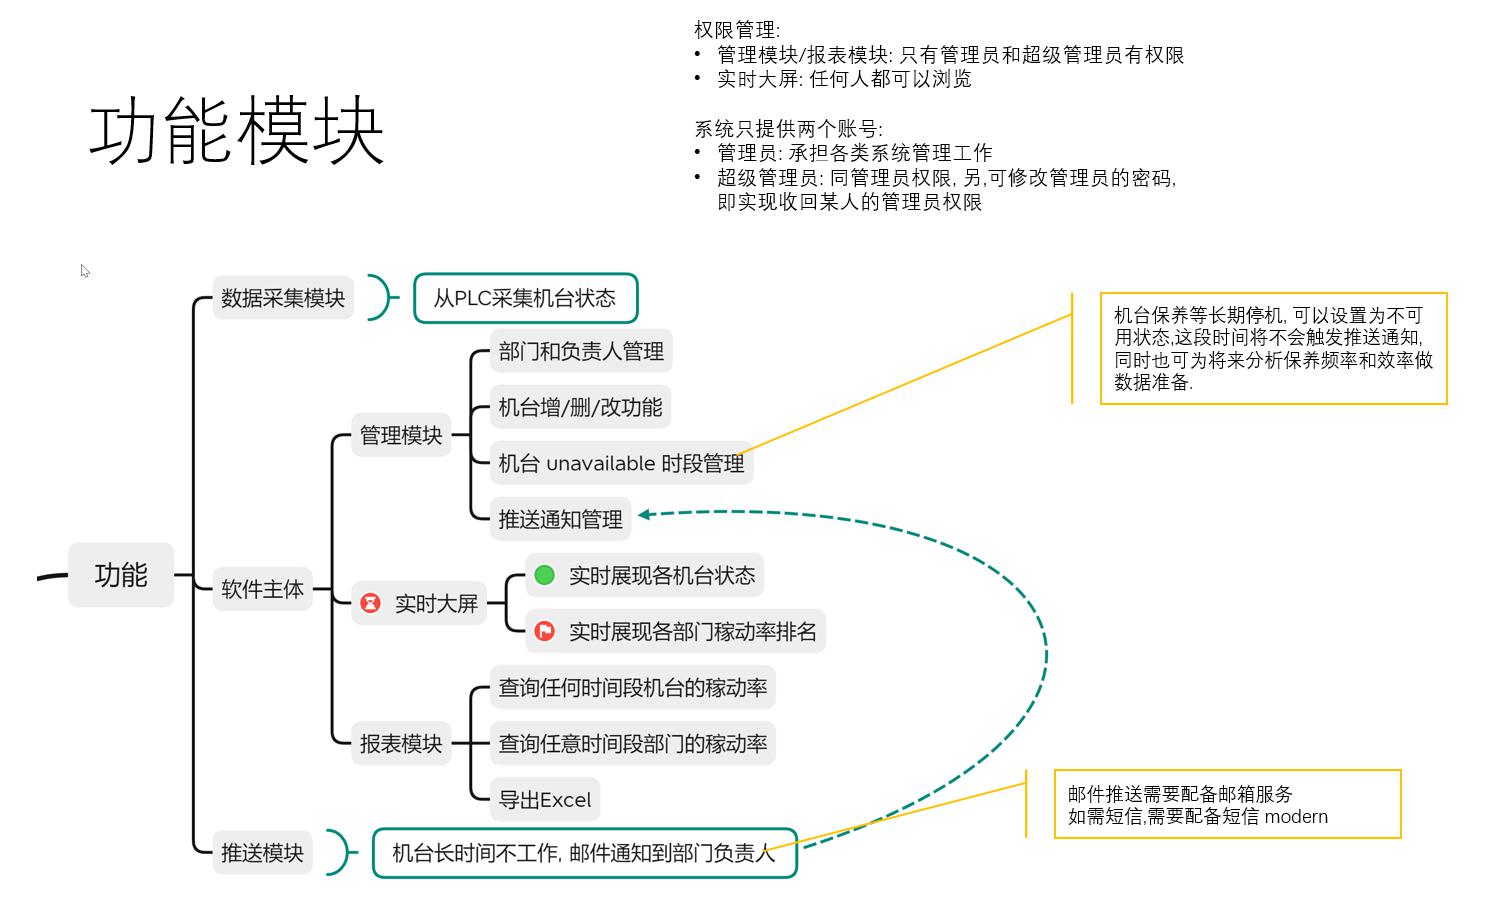 功能模块
权限管理:
• 管理模块/报表模块: 只有管理员和超级管理员有权限
• 实时大屏: 任何人都可以浏览
系统只提供两个账号:
• 管理员: 承担各类系统管理工作
• 超级管理员: 同管理员权限, 另,可修改管理员的密码,
即实现收回某人的管理员权限
功能
数据采集模块
从PLC采集机台状态
软件主体
管理模块
部门和负责人管理
机台增/删/改功能
机台 unavailable 时段管理
机台保养等长期停机, 可以设置为不可
用状态,这段时间将不会触发推送通知,
同时也可为将来分析保养频率和效率做
数据准备.
推送通知管理
实时大屏
实时展现各机台状态
实时展现各部门稼动率排名
报表模块
查询任何时间段机台的稼动率
查询任意时间段部门的稼动率
导出Excel
推送模块
机台长时间不工作, 邮件通知到部门负责人
邮件推送需要配备邮箱服务
如需短信,需要配备短信 modern